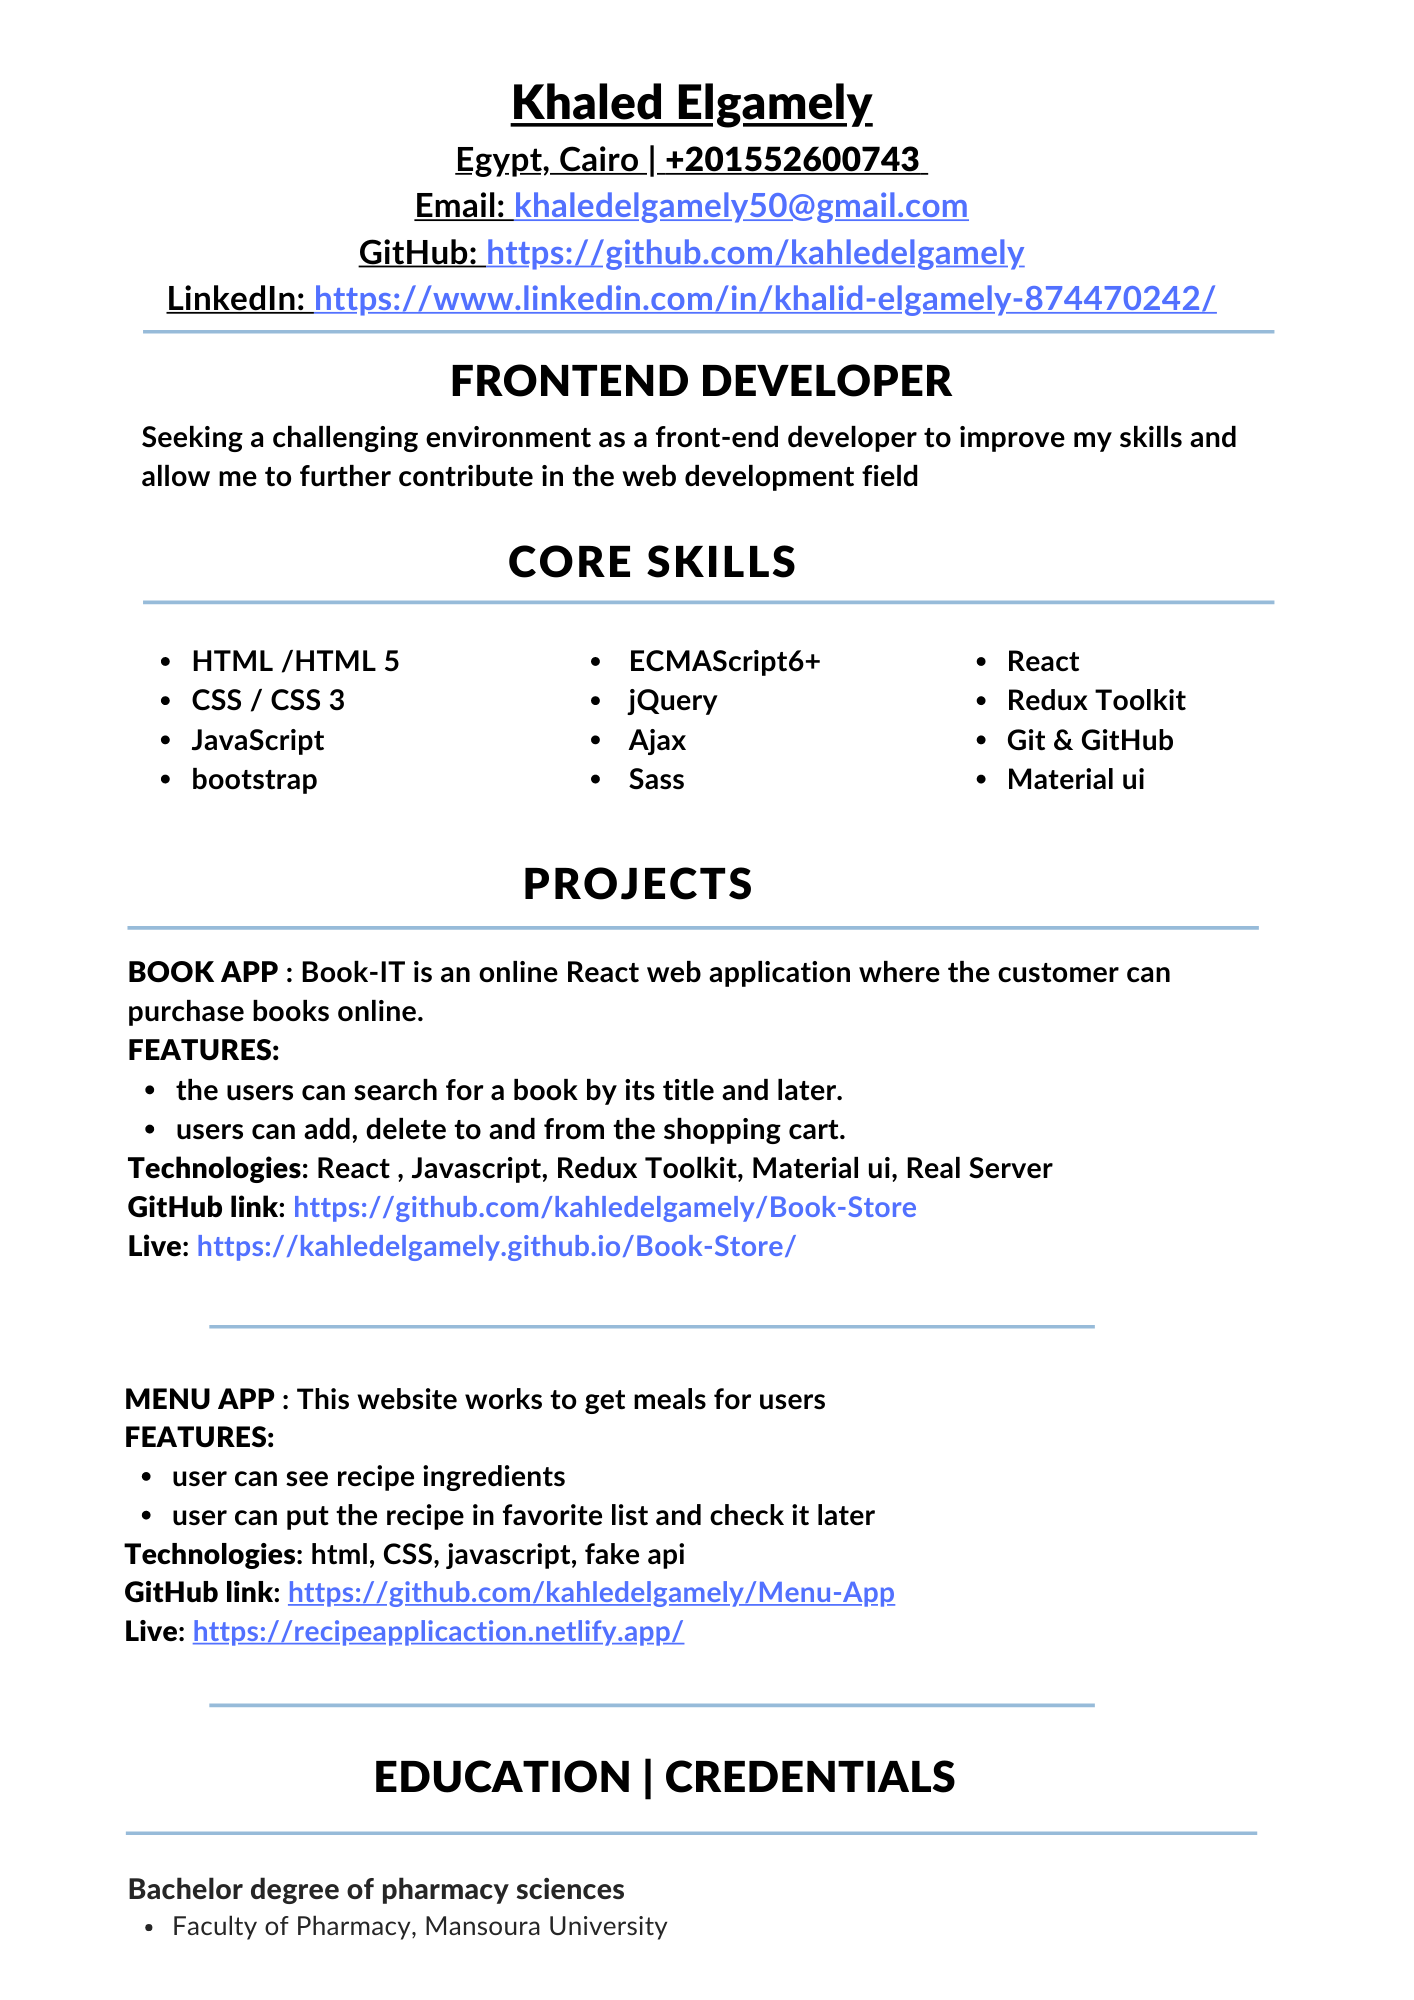 Khaled Elgamely
Egypt, Cairo | +201552600743
Email: khaledelgamely50@gmail.com
GitHub: https://github.com/kahledelgamely
LinkedIn: https://www.linkedin.com/in/khalid-elgamely-874470242/
FRONTEND DEVELOPER
Seeking a challenging environment as a front-end developer to improve my skills and
allow me to further contribute in the web development field
CORE SKILLS
• HTML /HTML 5
• CSS / CSS 3
• JavaScript
• bootstrap
• ECMAScript6+
• jQuery
• Ajax
• Sass
• React
• Redux Toolkit
• Git & GitHub
• Material ui
PROJECTS
BOOK APP : Book-IT is an online React web application where the customer can
purchase books online.
FEATURES:
• the users can search for a book by its title and later.
• users can add, delete to and from the shopping cart.
Technologies: React , Javascript, Redux Toolkit, Material ui, Real Server
GitHub link: https://github.com/kahledelgamely/Book-Store
Live: https://kahledelgamely.github.io/Book-Store/
MENU APP : This website works to get meals for users
FEATURES:
• user can see recipe ingredients
• user can put the recipe in favorite list and check it later
Technologies: html, CSS, javascript, fake api
GitHub link: https://github.com/kahledelgamely/Menu-App
Live: https://recipeapplicaction.netlify.app/
EDUCATION | CREDENTIALS
Bachelor degree of pharmacy sciences
• Faculty of Pharmacy, Mansoura University